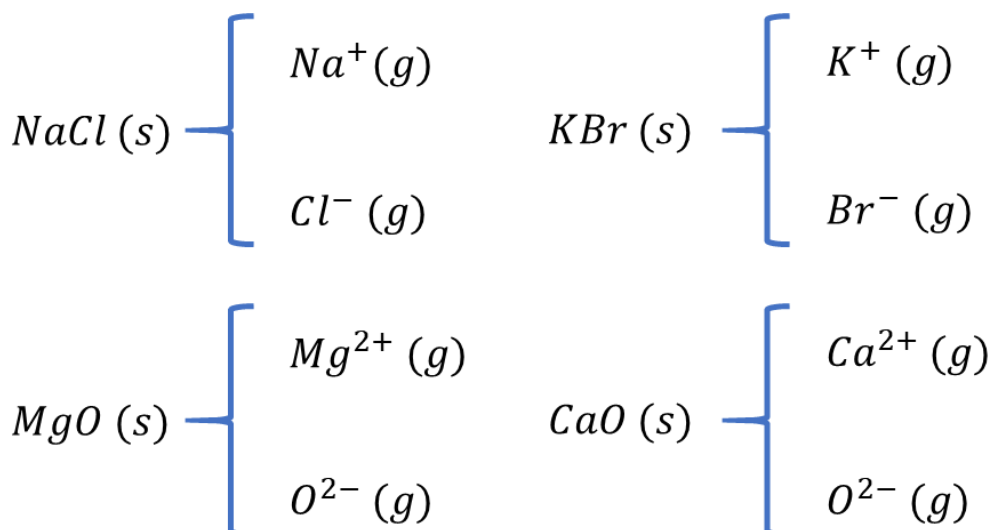 NaCl (s)
Na⁺(g)
Cl⁻ (g)
KBr (s)
K⁺ (g)
Br⁻ (g)
MgO (s)
Mg²⁺ (g)
O²⁻ (g)
CaO (s)
Ca²⁺ (g)
O²⁻ (g)